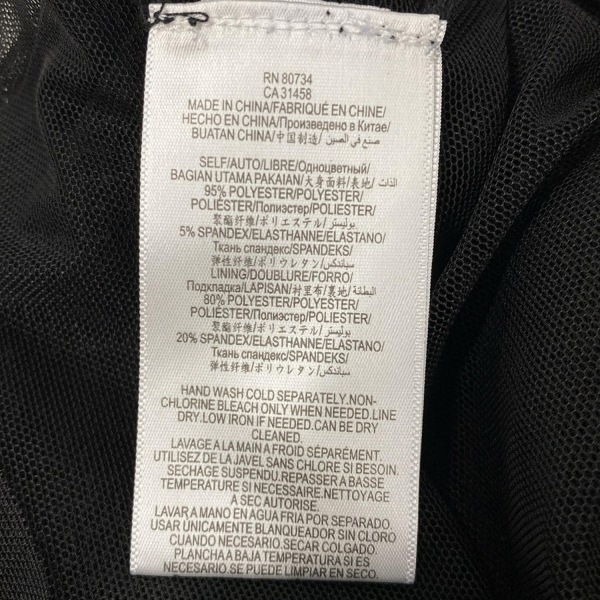 RN 80734
CA 31458
MADE IN CHINA/FABRIQUÉ EN CHINE/
HECHO EN CHINA/Произведено в Китае/
BUATAN CHINA/中国制造/ صنع في الصين/
SELF/AUTO/LIBRE/Одноцветный/
BAGIAN UTAMA PAKAIAN/大身面料/表地/ الذات/
95% POLYESTER/POLYESTER/
POLIÉSTER/Полиэстер/POLIESTER/
聚酯纤维/ポリエステル/ بوليستر/
5% SPANDEX/ELASTHANNE/ELASTANO/
Ткань спандекс/SPANDEKS/
弹性纤维/ポリウレタン/ سباندكس/
LINING/DOUBLURE/FORRO/
Подкладка/LAPISAN/衬里布/裏地/ البطانة/
80% POLYESTER/POLYESTER/
POLIÉSTER/Полиэстер/POLIESTER/
聚酯纤维/ポリエステル/ بوليستر/
20% SPANDEX/ELASTHANNE/ELASTANO/
Ткань спандекс/SPANDEKS/
弹性纤维/ポリウレタン/ سباندكس/
HAND WASH COLD SEPARATELY.NON-
CHLORINE BLEACH ONLY WHEN NEEDED.LINE
DRY.LOW IRON IF NEEDED.CAN BE DRY
CLEANED.
LAVAGE A LA MAIN A FROID SÉPARÉMENT.
UTILISEZ DE LA JAVEL SANS CHLORE SI BESOIN.
SECHAGE SUSPENDU.REPASSER A BASSE
TEMPERATURE SI NECESSAIRE.NETTOYAGE
A SEC AUTORISE.
LAVAR A MANO EN AGUA FRIA POR SEPARADO.
USAR UNICAMENTE BLANQUEADOR SIN CLORO
CUANDO NECESARIO.SECAR COLGADO.
PLANCHA A BAJA TEMPERATURA SI ES
NECESARIO.SE PUEDE LIMPIAR EN SECO.